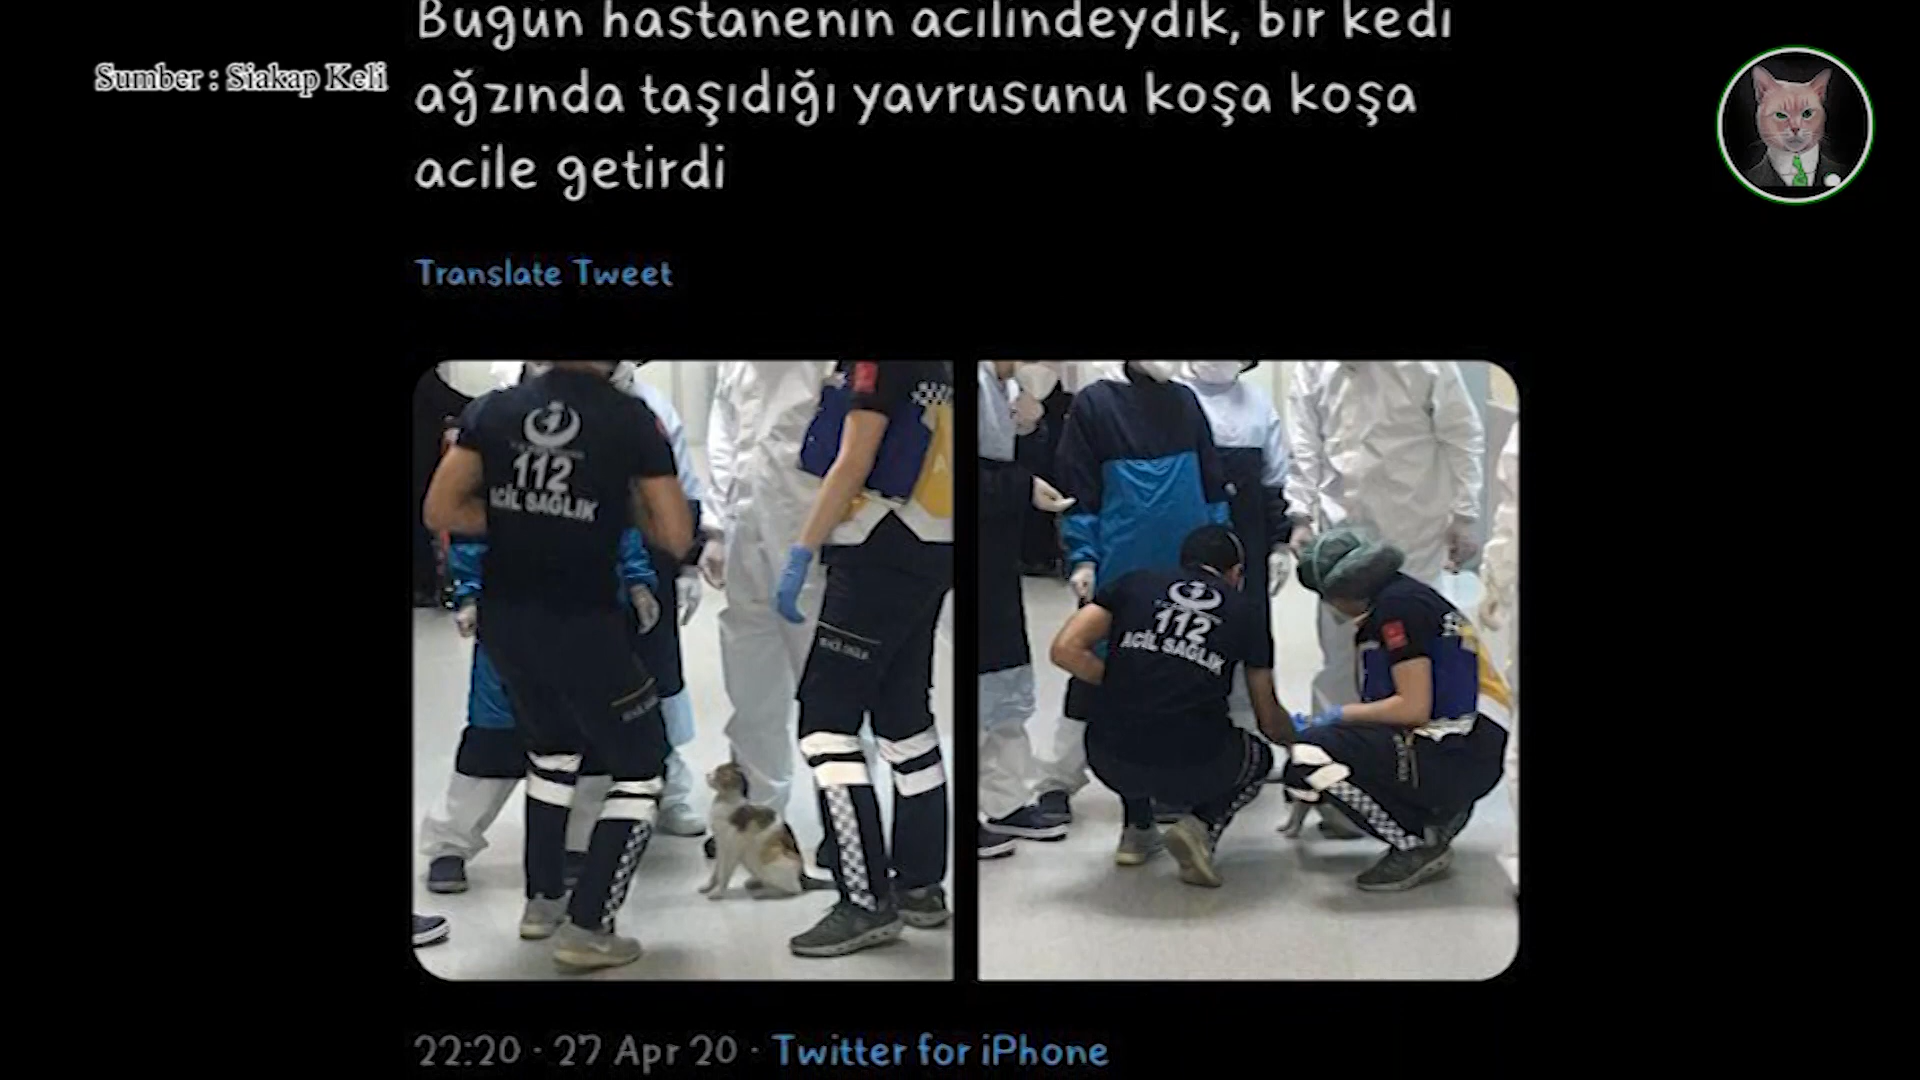 Bugün hastanenin acilindeydik, bir kedi
Sumber : Siakap Keli
ağzında taşıdığı yavrusunu koşa koşa
acile getirdi
Translate Tweet
112
ACİL SAĞLIK
112
ACİL SAĞLIK
22:20 · 27 Apr 20 · Twitter for iPhone